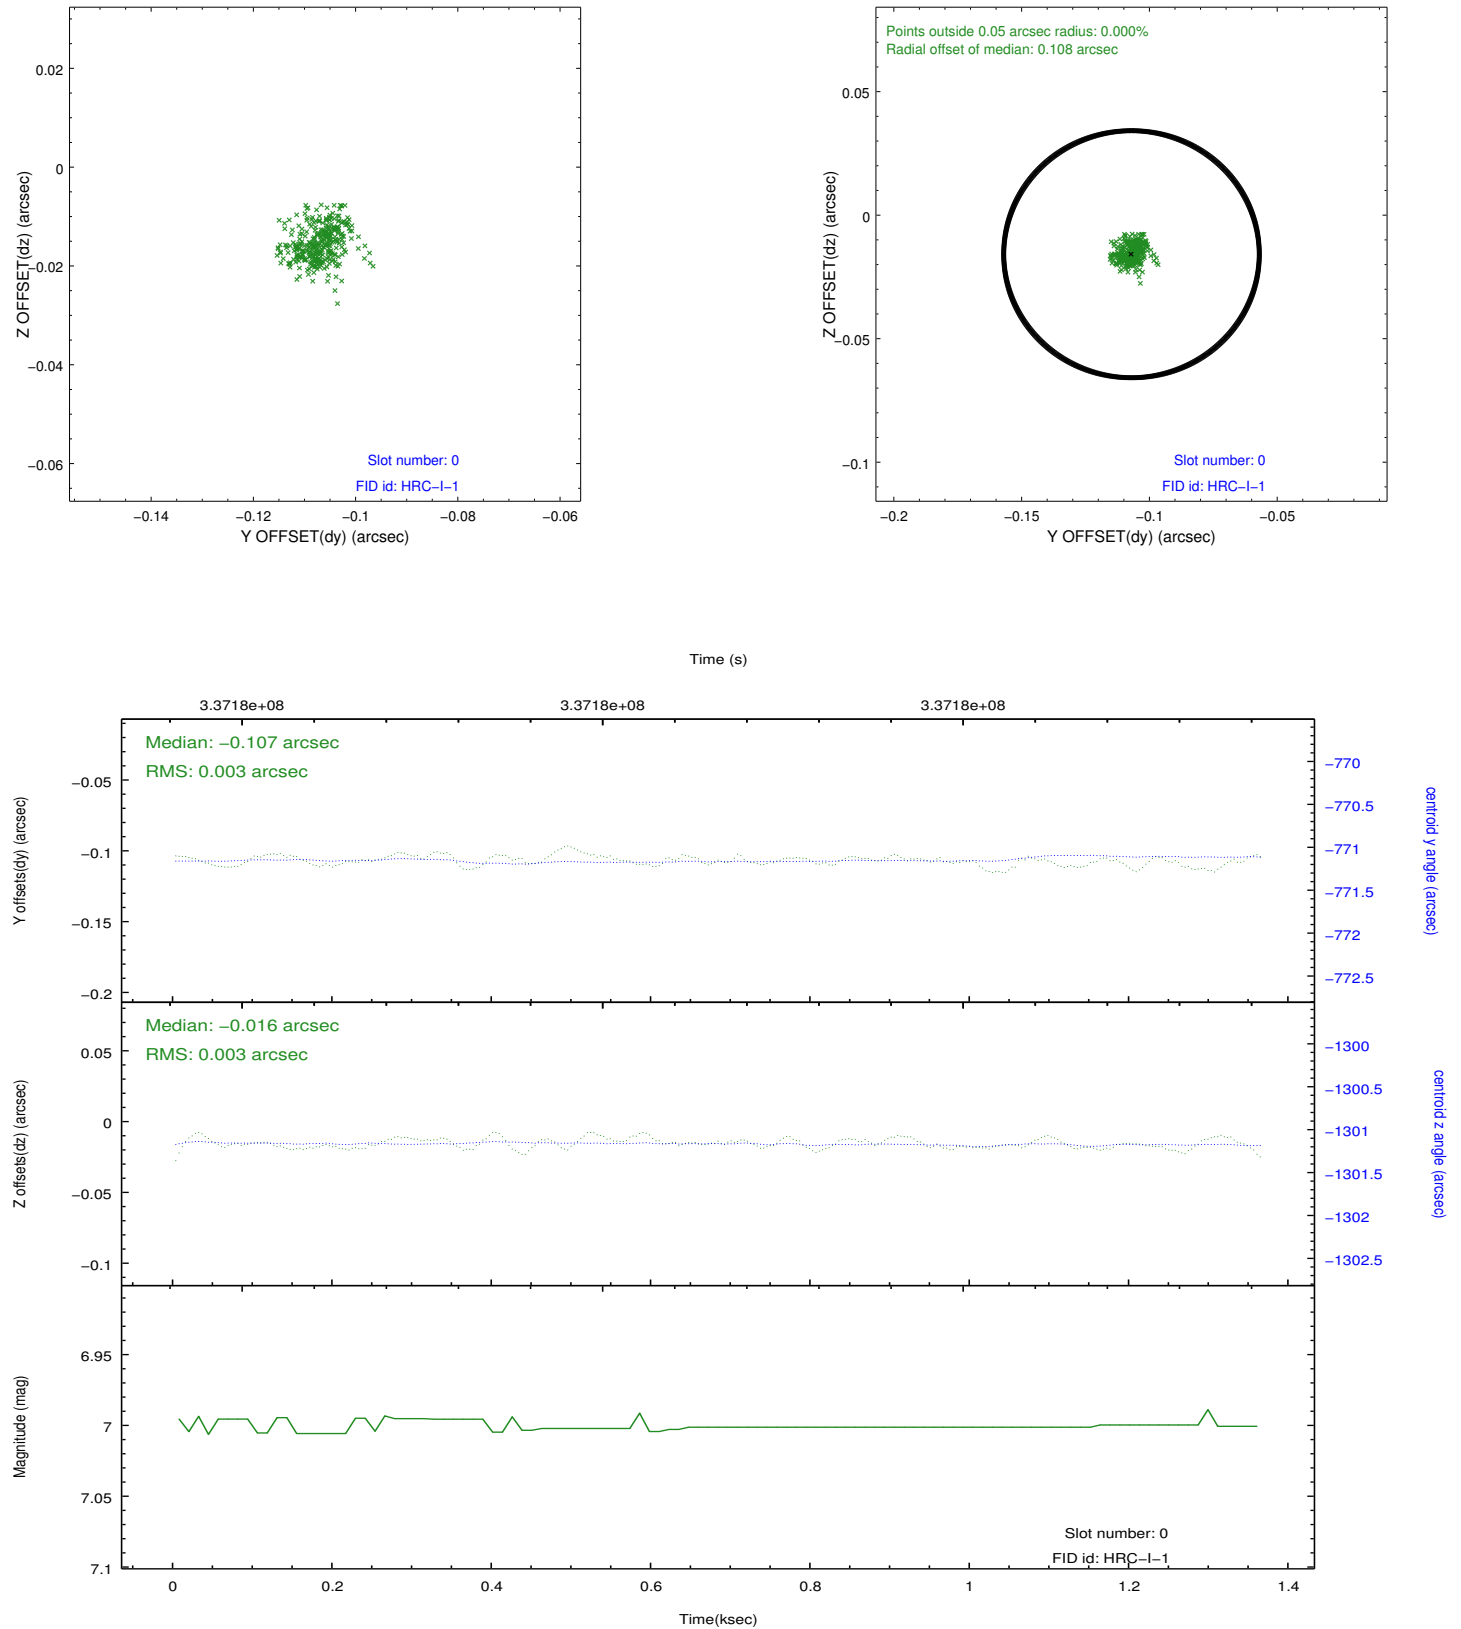 0.02
0
−0.02
−0.04
−0.06
Z OFFSET(dz) (arcsec)
−0.14
−0.12
−0.1
−0.08
−0.06
Y OFFSET(dy) (arcsec)
Slot number: 0
FID id: HRC−I−1
Points outside 0.05 arcsec radius: 0.000%
Radial offset of median: 0.108 arcsec
0.05
0
−0.05
−0.1
Z OFFSET(dz) (arcsec)
−0.2
−0.15
−0.1
−0.05
Y OFFSET(dy) (arcsec)
Slot number: 0
FID id: HRC−I−1
Time (s)
3.3718e+08
3.3718e+08
3.3718e+08
Median: −0.107 arcsec
RMS: 0.003 arcsec
−0.05
−0.1
−0.15
−0.2
Y offsets(dy) (arcsec)
−770
−770.5
−771
−771.5
−772
−772.5
centroid y angle (arcsec)
Median: −0.016 arcsec
RMS: 0.003 arcsec
0.05
0
−0.05
−0.1
Z offsets(dz) (arcsec)
−1300
−1300.5
−1301
−1301.5
−1302
−1302.5
centroid z angle (arcsec)
6.95
7
7.05
7.1
Magnitude (mag)
Slot number: 0
FID id: HRC−I−1
0
0.2
0.4
0.6
0.8
1
1.2
1.4
Time(ksec)